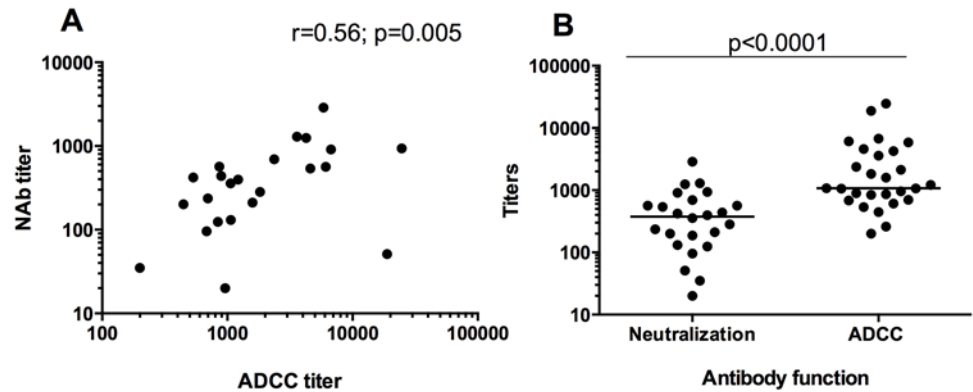 A
r=0.56; p=0.005
10000
1000
100
10
NAb titer
100
1000
10000
100000
ADCC titer
B
p<0.0001
100000
10000
1000
100
10
Titers
Neutralization
ADCC
Antibody function